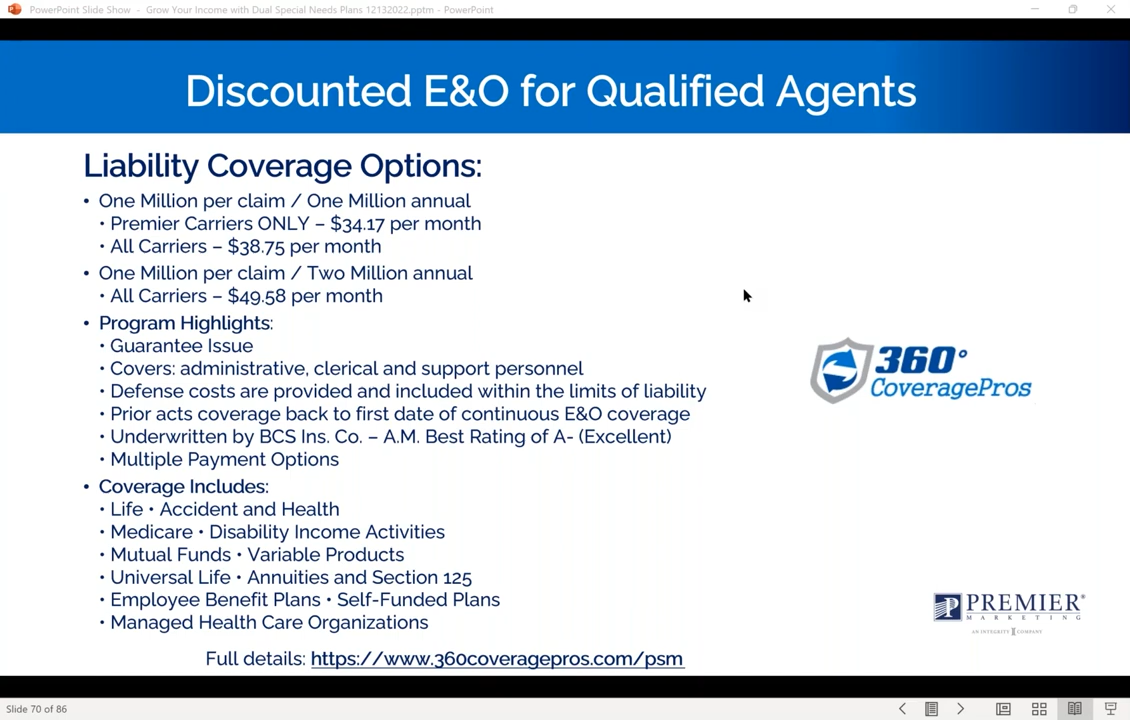 PowerPoint Slide Show - Grow Your Income with Dual Special Needs Plans 12132022.pptm - PowerPoint
Discounted E&O for Qualified Agents
Liability Coverage Options:
• One Million per claim / One Million annual
• Premier Carriers ONLY – $34.17 per month
• All Carriers – $38.75 per month
• One Million per claim / Two Million annual
• All Carriers – $49.58 per month
• Program Highlights:
• Guarantee Issue
• Covers: administrative, clerical and support personnel
• Defense costs are provided and included within the limits of liability
• Prior acts coverage back to first date of continuous E&O coverage
• Underwritten by BCS Ins. Co. – A.M. Best Rating of A- (Excellent)
• Multiple Payment Options
• Coverage Includes:
• Life • Accident and Health
• Medicare • Disability Income Activities
• Mutual Funds • Variable Products
• Universal Life • Annuities and Section 125
• Employee Benefit Plans • Self-Funded Plans
• Managed Health Care Organizations
Full details: https://www.360coveragepros.com/psm
360°
CoveragePros
PREMIER®
MARKETING
AN INTEGRITY COMPANY
Slide 70 of 86